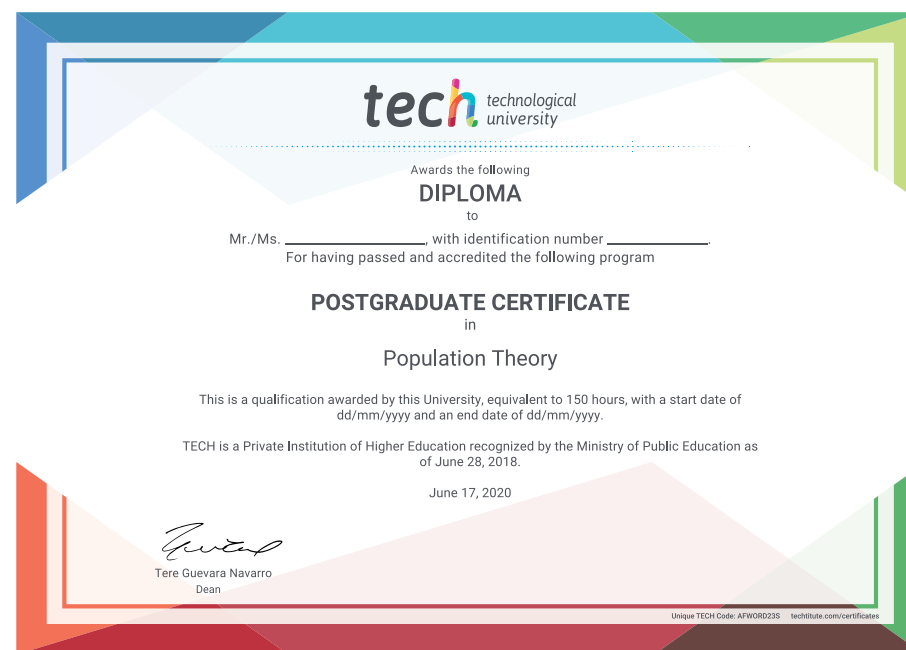 tech technological
university
Awards the following
DIPLOMA
to
Mr./Ms. ____________, with identification number _________.
For having passed and accredited the following program
POSTGRADUATE CERTIFICATE
in
Population Theory
This is a qualification awarded by this University, equivalent to 150 hours, with a start date of
dd/mm/yyyy and an end date of dd/mm/yyyy.
TECH is a Private Institution of Higher Education recognized by the Ministry of Public Education as
of June 28, 2018.
June 17, 2020
Tere Guevara Navarro
Dean
Unique TECH Code: AFWORD23S techtitute.com/certificates